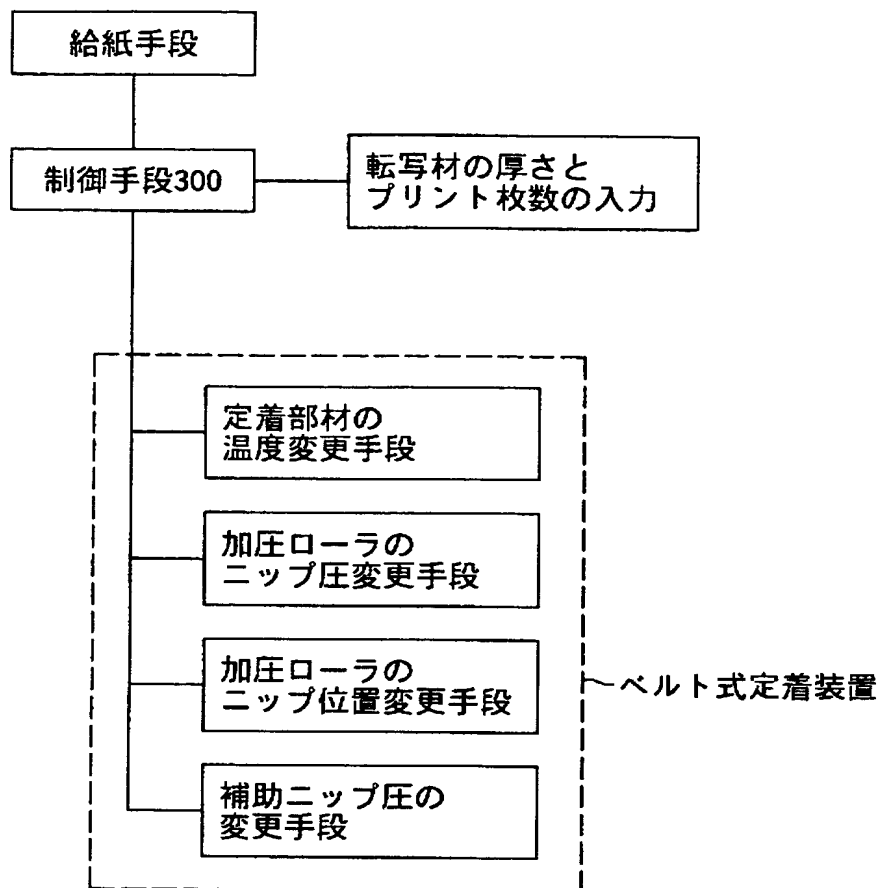 給紙手段
制御手段300
転写材の厚さと
プリント枚数の入力
定着部材の
温度変更手段
加圧ローラの
ニップ圧変更手段
加圧ローラの
ニップ位置変更手段
ベルト式定着装置
補助ニップ圧の
変更手段